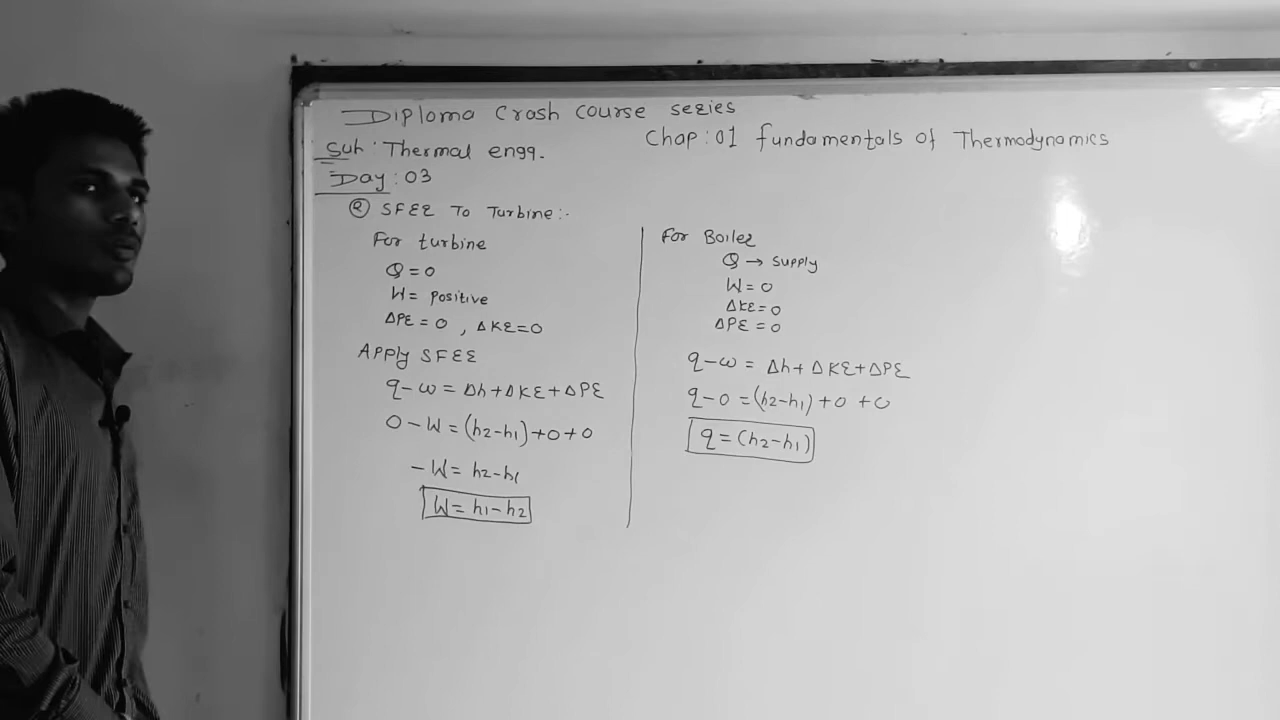 Diploma Crash course series
Sub: Thermal engg.
Chap:01 fundamentals of Thermodynamics
Day:03
② SFEE To Turbine:-
For turbine
Q=0
W= positive
ΔPE=0, ΔKE=0
Apply SFEE
q-w=Δh+ΔKE+ΔPE
0-W=(h2-h1)+0+0
-W=h2-h1
W=h1-h2
For Boiler
Q→ supply
W=0
ΔKE=0
ΔPE=0
q-w=Δh+ΔKE+ΔPE
q-0=(h2-h1)+0+0
q=(h2-h1)